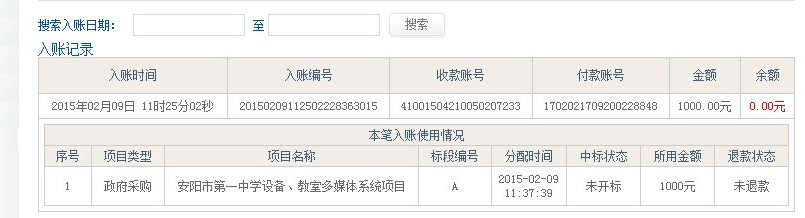 搜索入账日期： 至 搜索
入账记录
入账时间 入账编号 收款账号 付款账号 金额 余额
2015年02月09日 11时25分02秒 20150209112502228363015 41001504210050207233 1702021709200228848 1000.00元 0.00元
本笔入账使用情况
序号 项目类型 项目名称 标段编号 分配时间 中标状态 所用金额 退款状态
1 政府采购 安阳市第一中学设备、教室多媒体系统项目 A 2015-02-09 11:37:39 未开标 1000元 未退款